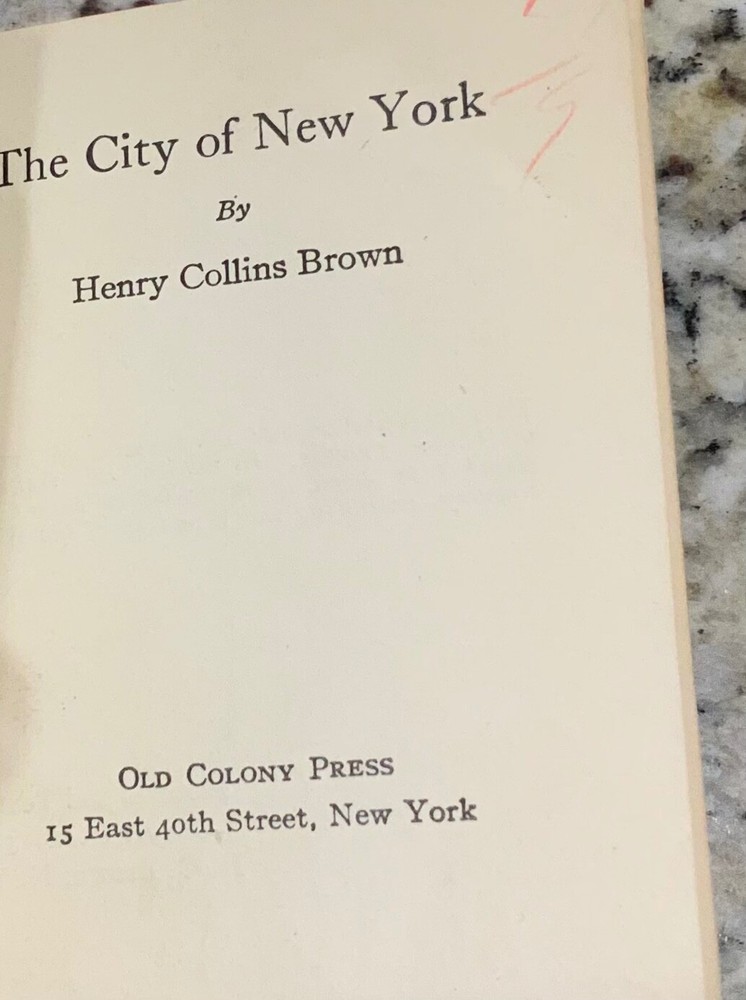 The City of New York
By
Henry Collins Brown
OLD COLONY PRESS
15 East 40th Street, New York